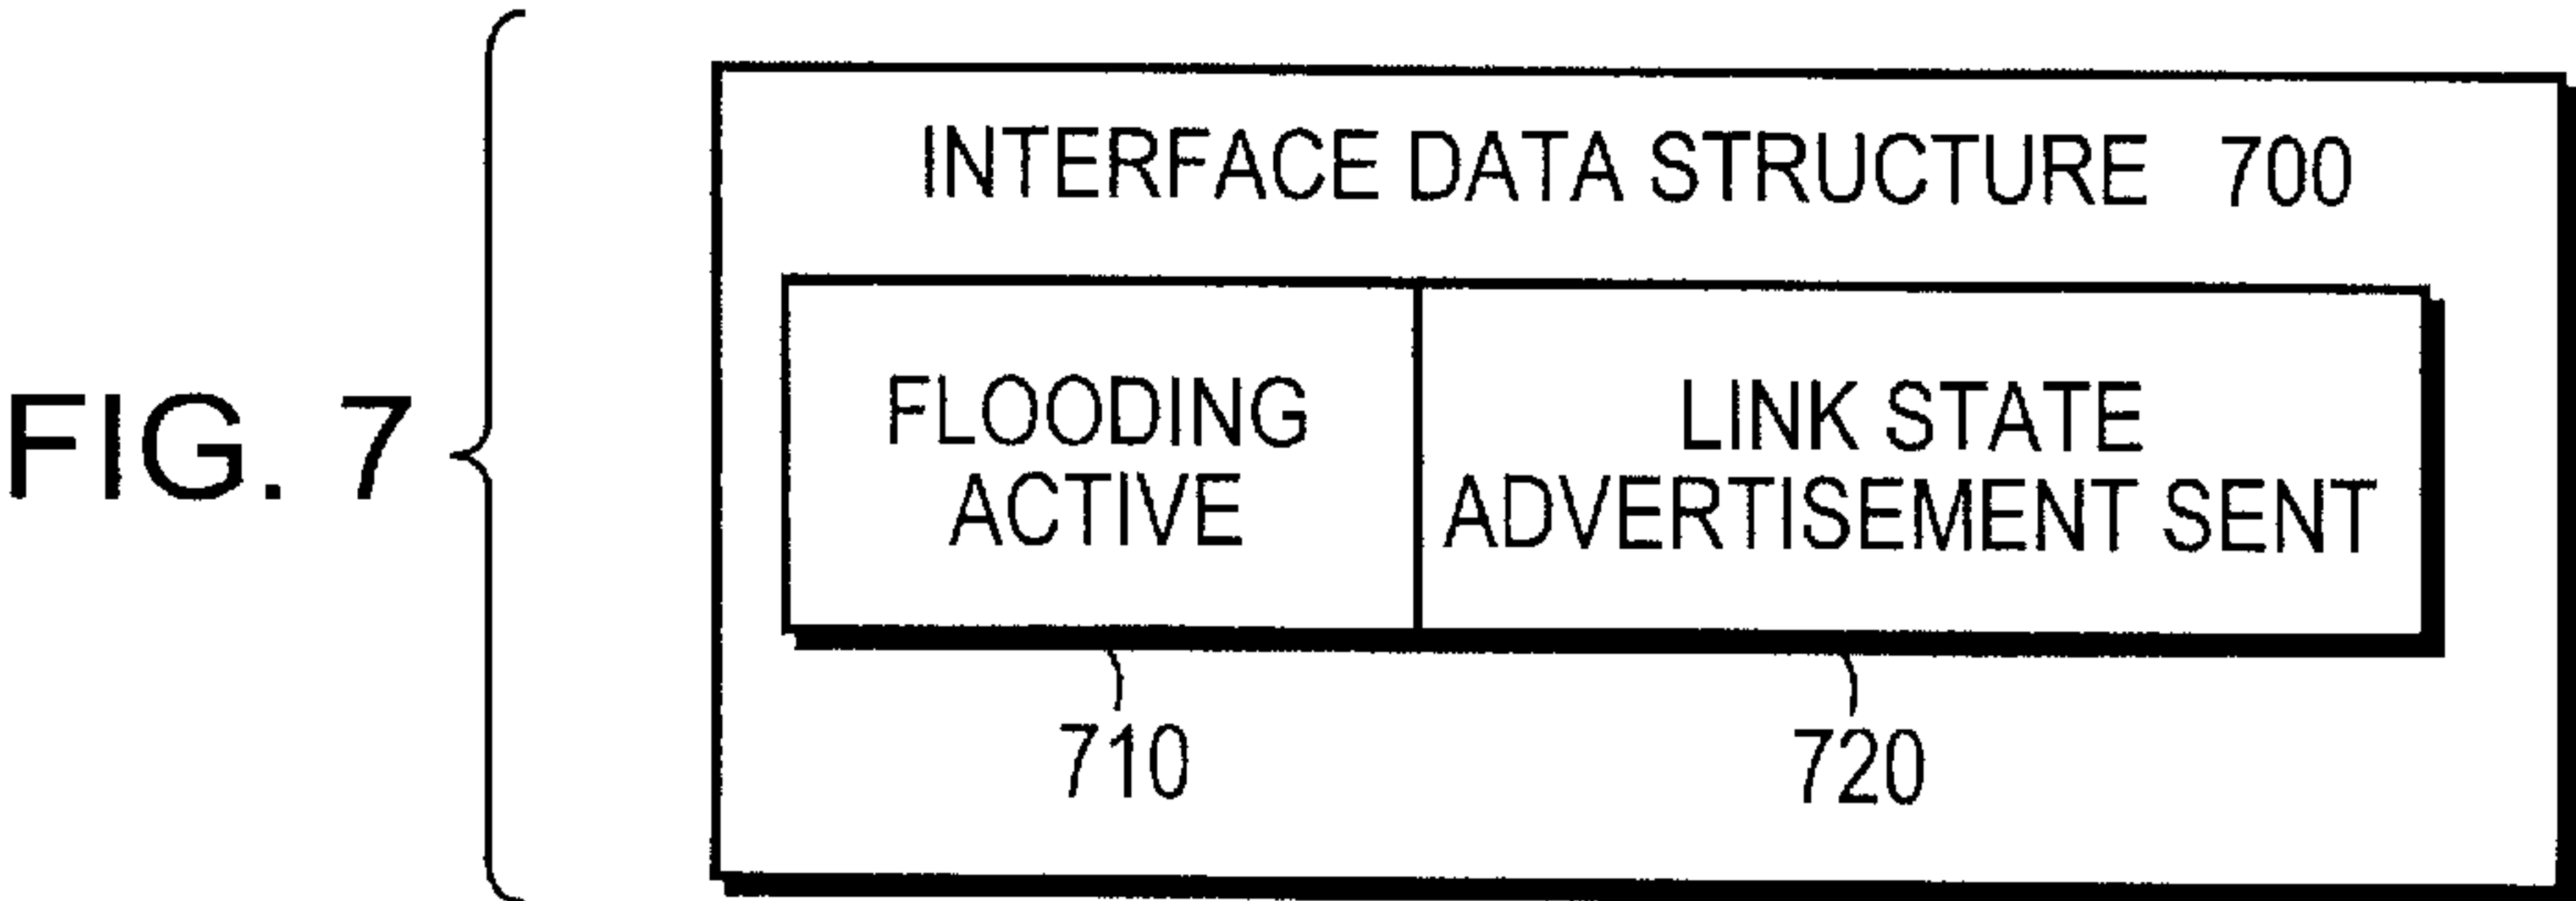 FIG. 7
INTERFACE DATA STRUCTURE 700
FLOODING
ACTIVE
LINK STATE
ADVERTISEMENT SENT
710
720